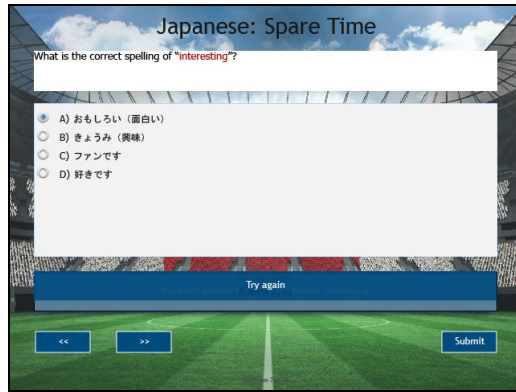 Japanese: Spare Time
What is the correct spelling of “interesting”?
A) おもしろい（面白い）
B) きょうみ（興味）
C) ファンです
D) 好きです
Try again
<< >> Submit